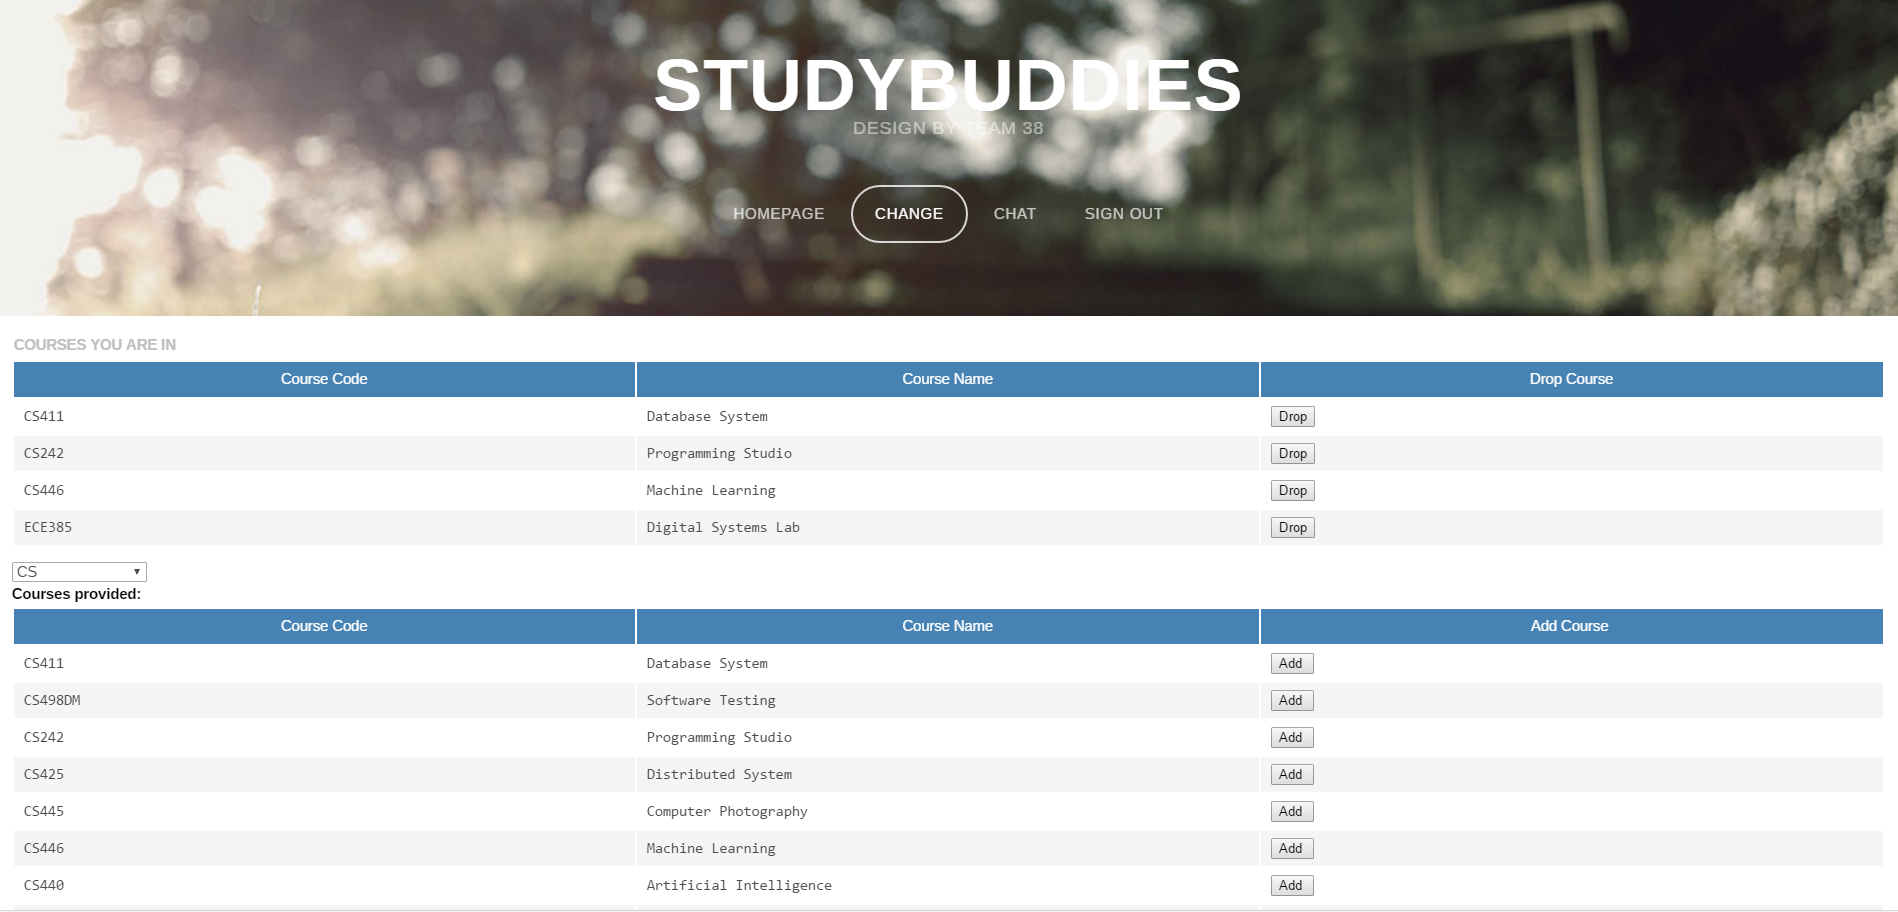 STUDYBUDDIES
DESIGN BY TEAM 38
HOMEPAGE CHANGE CHAT SIGN OUT
COURSES YOU ARE IN
Course Code Course Name Drop Course
CS411 Database System Drop
CS242 Programming Studio Drop
CS446 Machine Learning Drop
ECE385 Digital Systems Lab Drop
CS
Courses provided:
Course Code Course Name Add Course
CS411 Database System Add
CS498DM Software Testing Add
CS242 Programming Studio Add
CS425 Distributed System Add
CS445 Computer Photography Add
CS446 Machine Learning Add
CS440 Artificial Intelligence Add